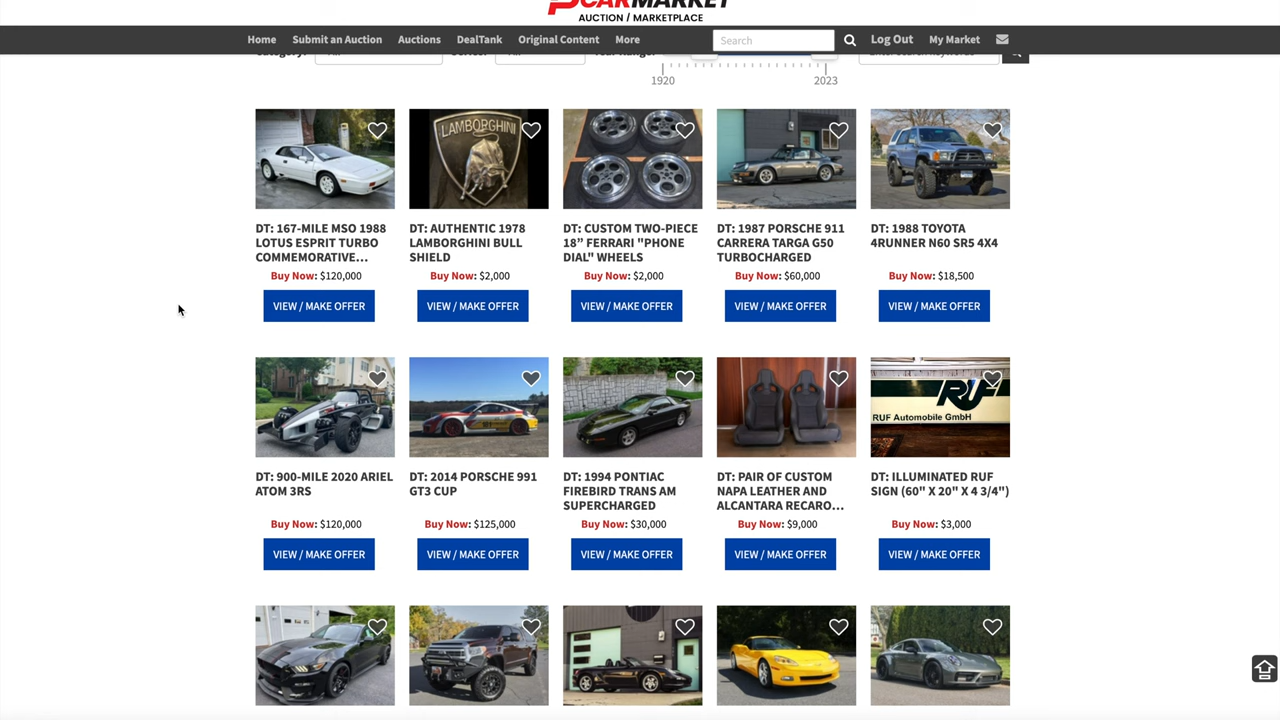 PCARMARKET
AUCTION / MARKETPLACE
Home Submit an Auction Auctions DealTank Original Content More Search Log Out My Market
1920 2023
LAMBORGHINI
DT: 167-MILE MSO 1988
LOTUS ESPRIT TURBO
COMMEMORATIVE...
Buy Now: $120,000
VIEW / MAKE OFFER
DT: AUTHENTIC 1978
LAMBORGHINI BULL
SHIELD
Buy Now: $2,000
VIEW / MAKE OFFER
DT: CUSTOM TWO-PIECE
18” FERRARI "PHONE
DIAL" WHEELS
Buy Now: $2,000
VIEW / MAKE OFFER
DT: 1987 PORSCHE 911
CARRERA TARGA G50
TURBOCHARGED
Buy Now: $60,000
VIEW / MAKE OFFER
DT: 1988 TOYOTA
4RUNNER N60 SR5 4X4
Buy Now: $18,500
VIEW / MAKE OFFER
RUF
RUF Automobile GmbH
DT: 900-MILE 2020 ARIEL
ATOM 3RS
Buy Now: $120,000
VIEW / MAKE OFFER
DT: 2014 PORSCHE 991
GT3 CUP
Buy Now: $125,000
VIEW / MAKE OFFER
DT: 1994 PONTIAC
FIREBIRD TRANS AM
SUPERCHARGED
Buy Now: $30,000
VIEW / MAKE OFFER
DT: PAIR OF CUSTOM
NAPA LEATHER AND
ALCANTARA RECARO...
Buy Now: $9,000
VIEW / MAKE OFFER
DT: ILLUMINATED RUF
SIGN (60" X 20" X 4 3/4")
Buy Now: $3,000
VIEW / MAKE OFFER